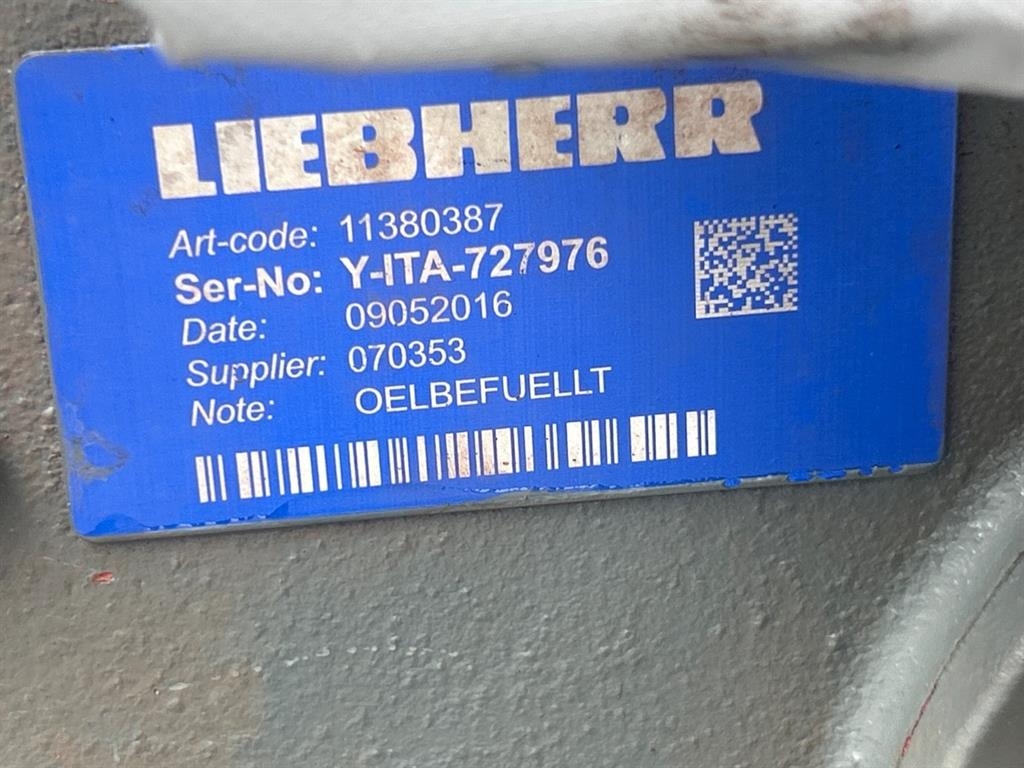 LIEBHERR
Art-code: 11380387
Ser-No: Y-ITA-727976
Date: 09052016
Supplier: 070353
Note: OELBEFUELLT